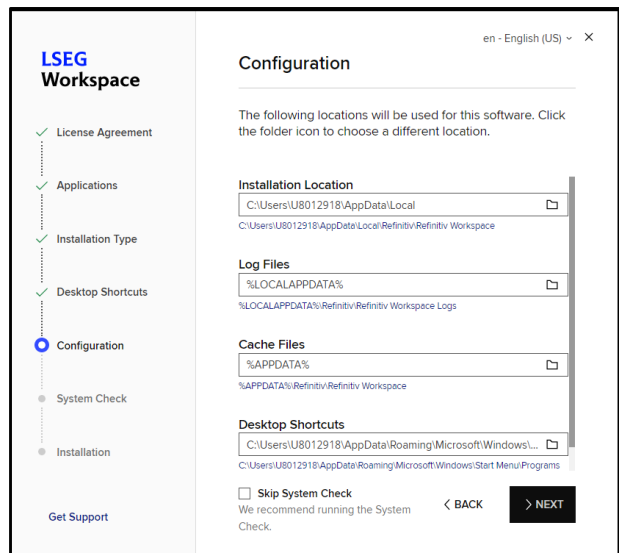 en - English (US)
LSEG
Workspace
License Agreement
Applications
Installation Type
Desktop Shortcuts
Configuration
System Check
Installation
Get Support
Configuration
The following locations will be used for this software. Click
the folder icon to choose a different location.
Installation Location
C:\Users\U8012918\AppData\Local
C:\Users\U8012918\AppData\Local\Refinitiv\Refinitiv Workspace
Log Files
%LOCALAPPDATA%
%LOCALAPPDATA%\Refinitiv\Refinitiv Workspace Logs
Cache Files
%APPDATA%
%APPDATA%\Refinitiv\Refinitiv Workspace
Desktop Shortcuts
C:\Users\U8012918\AppData\Roaming\Microsoft\Windows\...
C:\Users\U8012918\AppData\Roaming\Microsoft\Windows\Start Menu\Programs
Skip System Check
We recommend running the System
Check.
BACK
NEXT